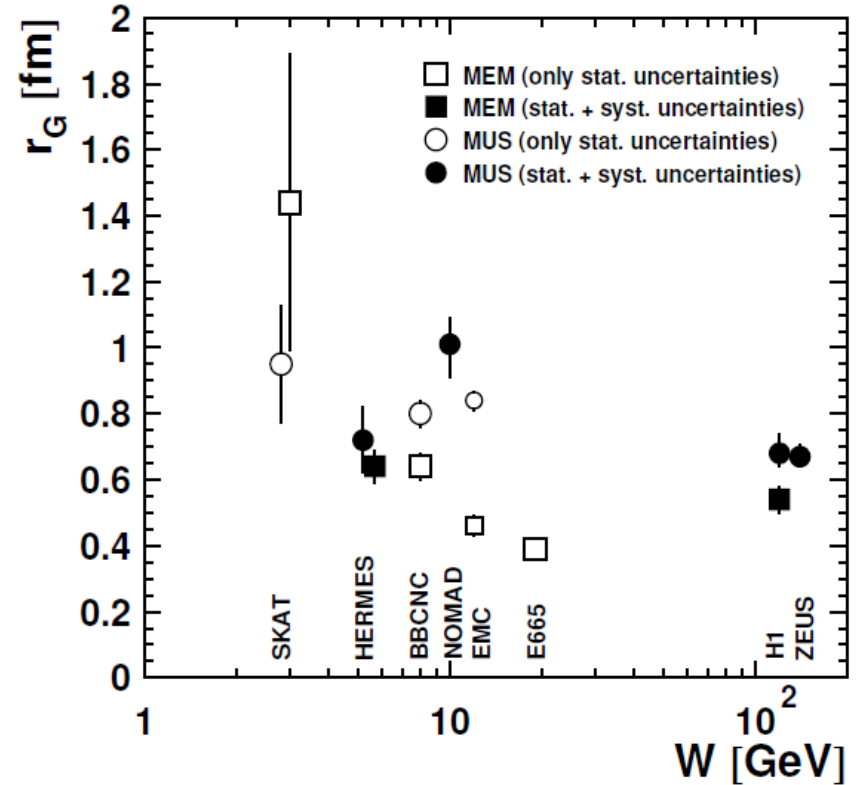 r_G [fm]
2
1.8
1.6
1.4
1.2
1
0.8
0.6
0.4
0.2
0
MEM (only stat. uncertainties)
MEM (stat. + syst. uncertainties)
MUS (only stat. uncertainties)
MUS (stat. + syst. uncertainties)
SKAT
HERMES
BBCNC
NOMAD
EMC
E665
H1
ZEUS
1
10
10^2
W [GeV]